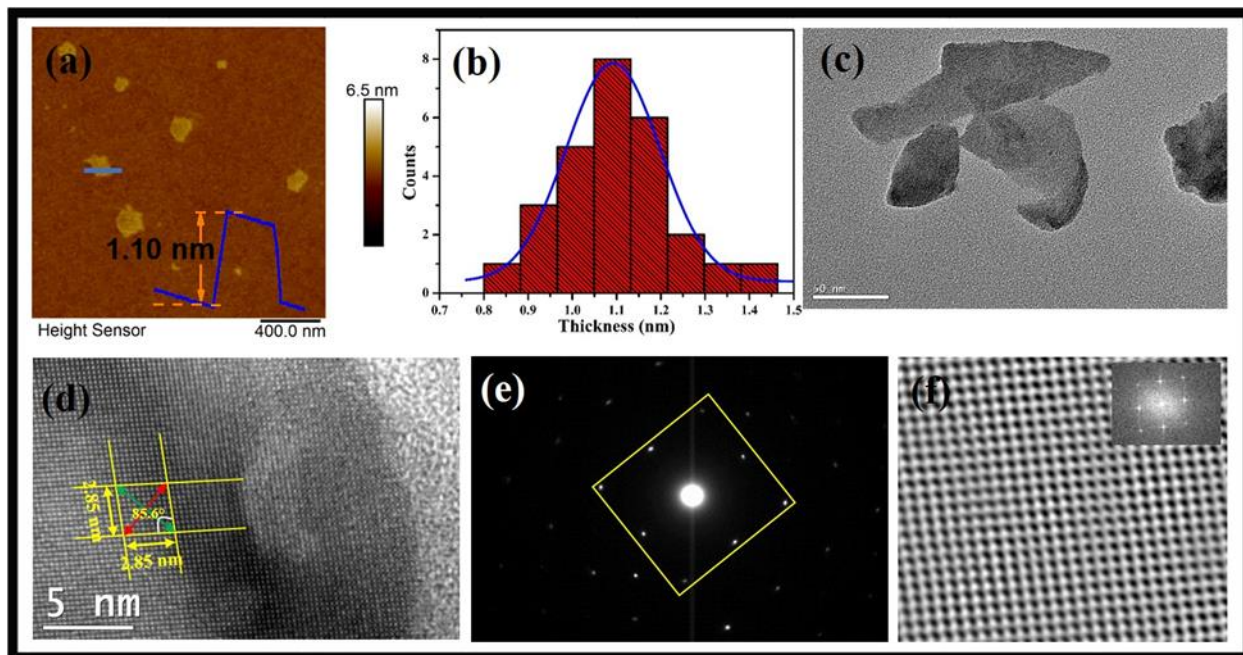 (a)
1.10 nm
Height Sensor
400.0 nm
6.5 nm
(b)
Counts
8
6
4
2
0
0.7 0.8 0.9 1.0 1.1 1.2 1.3 1.4 1.5
Thickness (nm)
(c)
50 nm
(d)
2.85 nm
85.6°
2.85 nm
5 nm
(e)
(f)